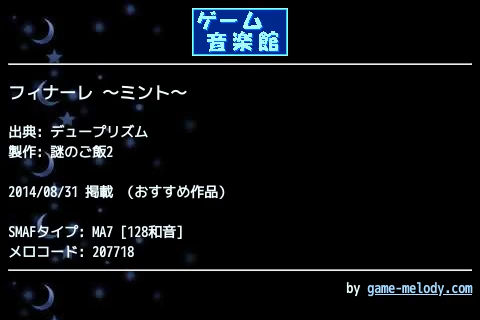 ゲーム
音楽館
フィナーレ ～ミント～
出典: デュープリズム
製作: 謎のご飯2
2014/08/31 掲載 (おすすめ作品)
SMAFタイプ: MA7 [128和音]
メロコード: 207718
by game-melody.com